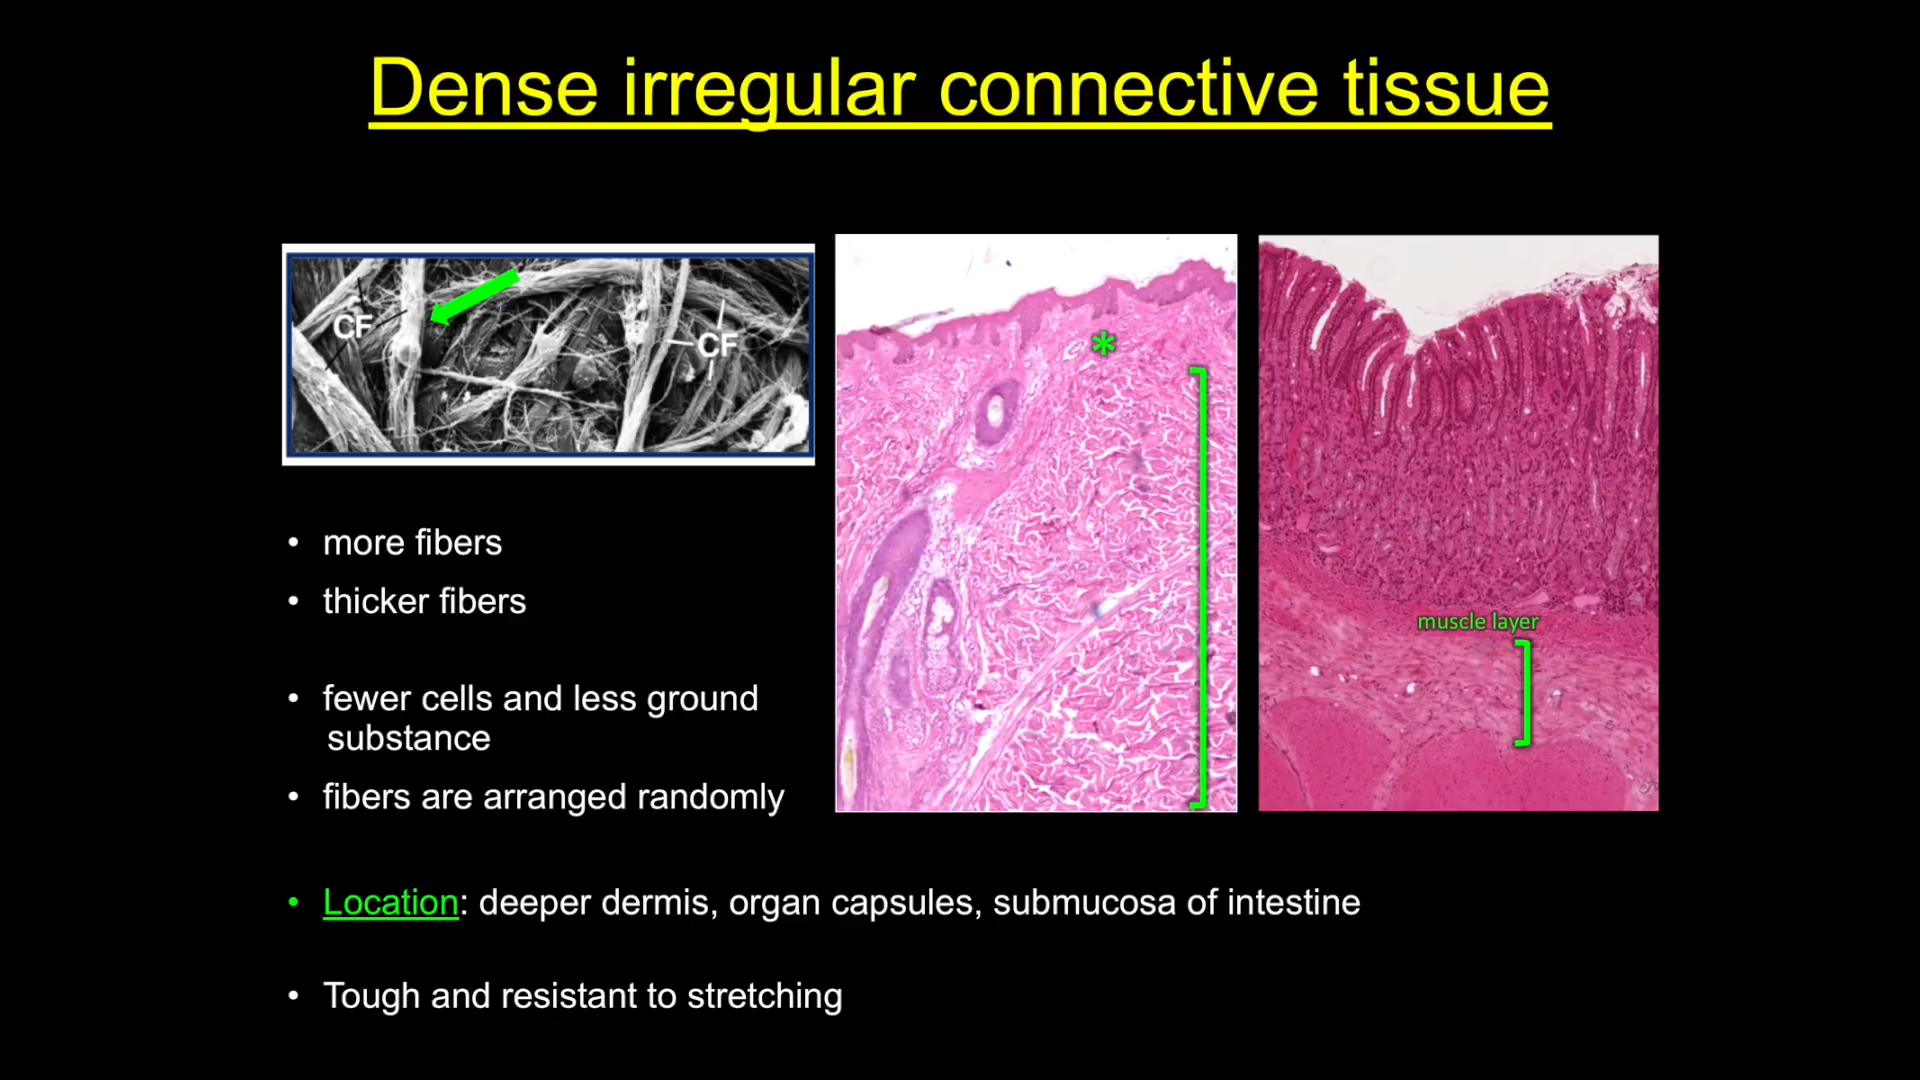 Dense irregular connective tissue
CF
CF
*
muscle layer
• more fibers
• thicker fibers
• fewer cells and less ground
substance
• fibers are arranged randomly
• Location: deeper dermis, organ capsules, submucosa of intestine
• Tough and resistant to stretching